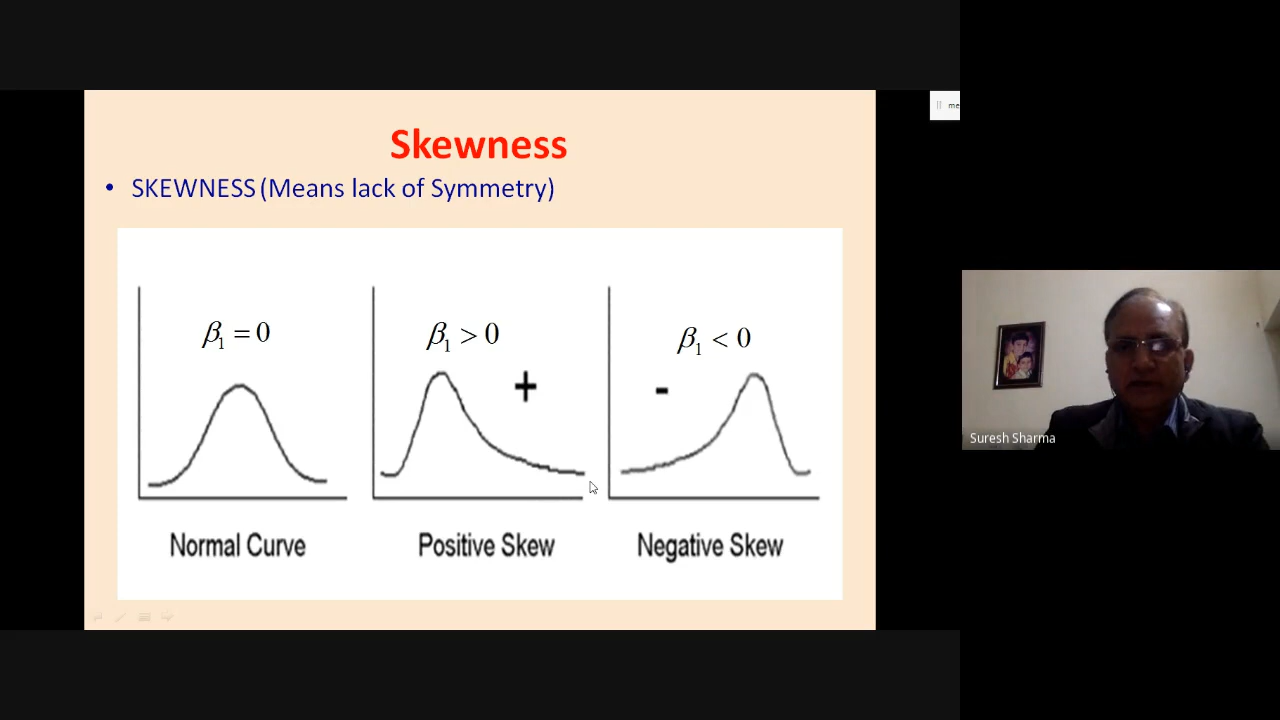 Skewness
• SKEWNESS (Means lack of Symmetry)
β₁ = 0
β₁ > 0
β₁ < 0
+
-
Normal Curve
Positive Skew
Negative Skew
me
Suresh Sharma